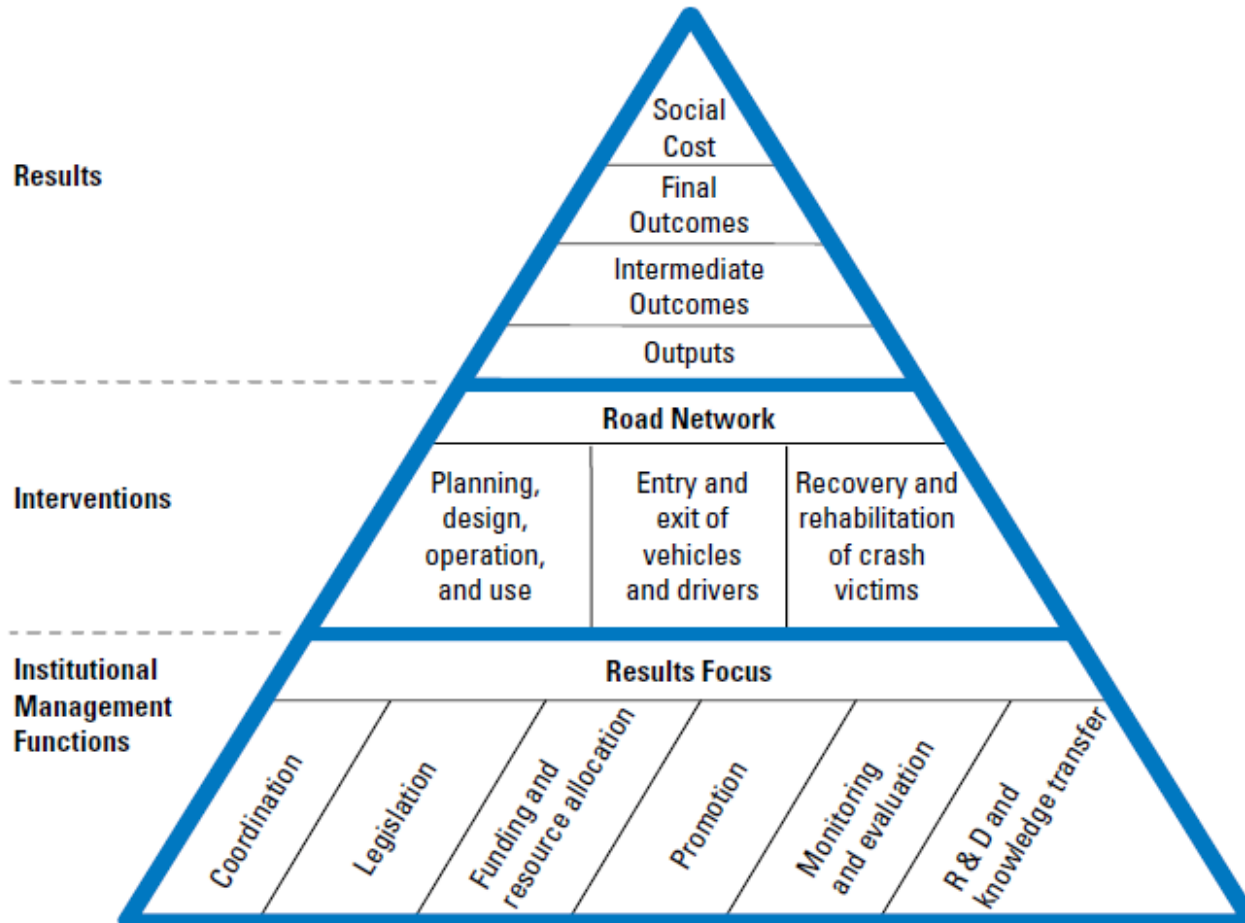 Social
Cost
Results
Final
Outcomes
Intermediate
Outcomes
Outputs
Road Network
Interventions
Planning,
design,
operation,
and use
Entry and
exit of
vehicles
and drivers
Recovery and
rehabilitation
of crash
victims
Institutional
Management
Functions
Results Focus
Coordination
Legislation
Funding and
resource allocation
Promotion
Monitoring
and evaluation
R & D and
knowledge transfer